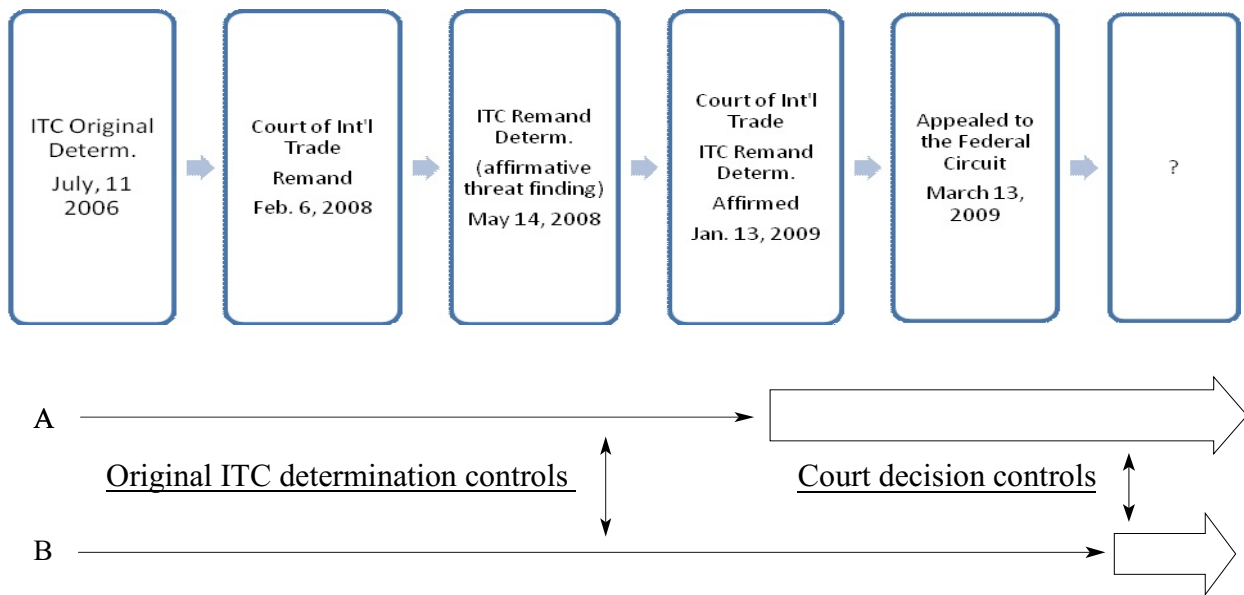 ITC Original
Determ.
July, 11
2006
Court of Int'l
Trade
Remand
Feb. 6, 2008
ITC Remand
Determ.
(affirmative
threat finding)
May 14, 2008
Court of Int'l
Trade
ITC Remand
Determ.
Affirmed
Jan. 13, 2009
Appealed to
the Federal
Circuit
March 13,
2009
?
A
Original ITC determination controls
Court decision controls
B